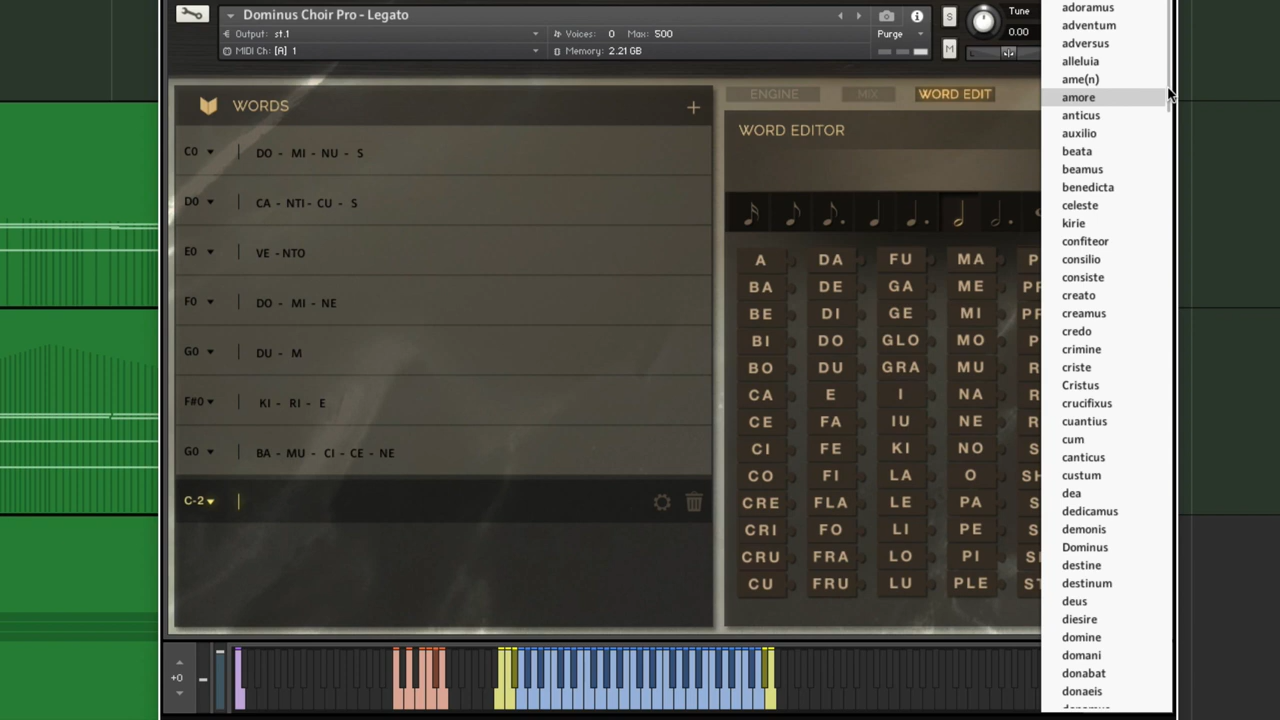 Dominus Choir Pro - Legato
Output: st.1
Voices: 0 Max: 500
Purge
MIDI Ch: [A] 1
Memory: 2.21GB
S
M
Tune
0.00
WORDS
+
C0 DO - MI - NU - S
D0 CA - NTI - CU - S
E0 VE - NTO
F0 DO - MI - NE
G0 DU - M
F#0 KI - RI - E
G0 BA - MU - CI - CE - NE
C-2
ENGINE MIX WORD EDIT
WORD EDITOR
A DA FU MA
BA DE GA ME
BE DI GE MI
BI DO GLO MO
BO DU GRA MU
CA E I NA
CE FA IU NE
CI FE KI NO
CO FI LA O
CRE FLA LE PA
CRI FO LI PE
CRU FRA LO PI
CU FRU LU PLE
adoramus
adventum
adversus
alleluia
ame(n)
amore
anticus
auxilio
beata
beamus
benedicta
celeste
kirie
confiteor
consilio
consiste
creato
creamus
credo
crimine
criste
Cristus
crucifixus
cuantius
cum
canticus
custum
dea
dedicamus
demonis
Dominus
destine
destinum
deus
diesire
domine
domani
donabat
donaeis
+0